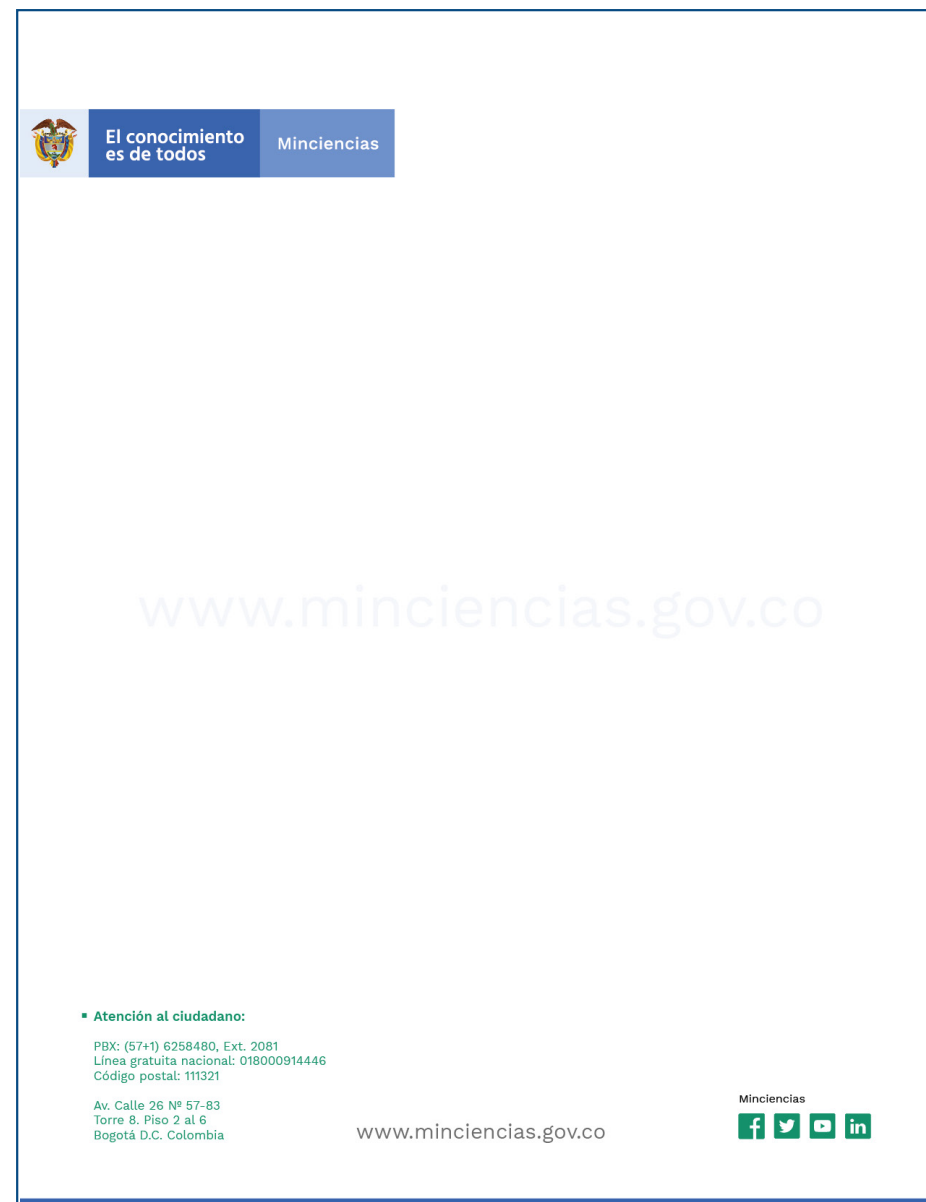 El conocimiento
es de todos
Minciencias
www.minciencias.gov.co
Atención al ciudadano:
PBX: (57+1) 6258480, Ext. 2081
Línea gratuita nacional: 018000914446
Código postal: 111321
Av. Calle 26 Nº 57-83
Torre 8. Piso 2 al 6
Bogotá D.C. Colombia
www.minciencias.gov.co
Minciencias